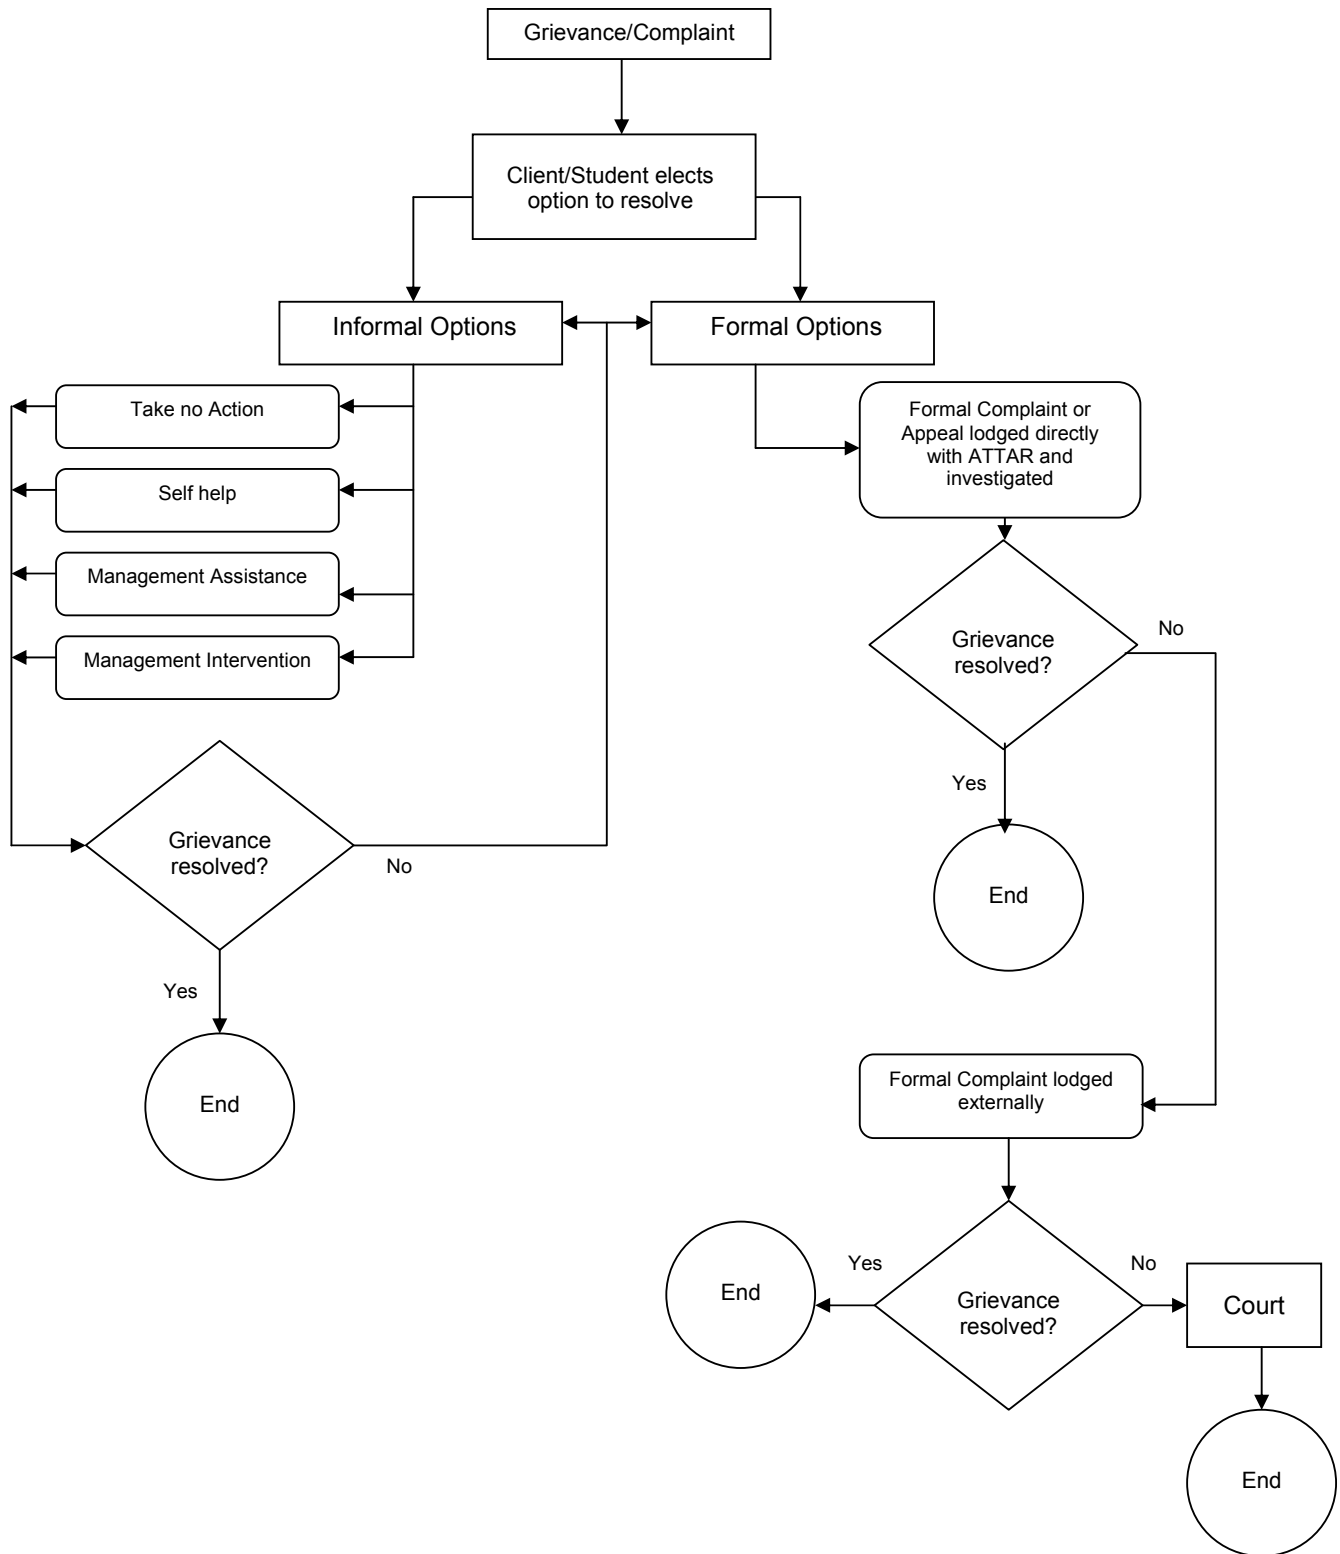 Grievance/Complaint
Client/Student elects
option to resolve
Informal Options
Formal Options
Take no Action
Self help
Management Assistance
Management Intervention
Grievance
resolved?
No
Yes
End
Formal Complaint or
Appeal lodged directly
with ATTAR and
investigated
Grievance
resolved?
No
Yes
End
Formal Complaint lodged
externally
Grievance
resolved?
Yes
End
No
Court
End